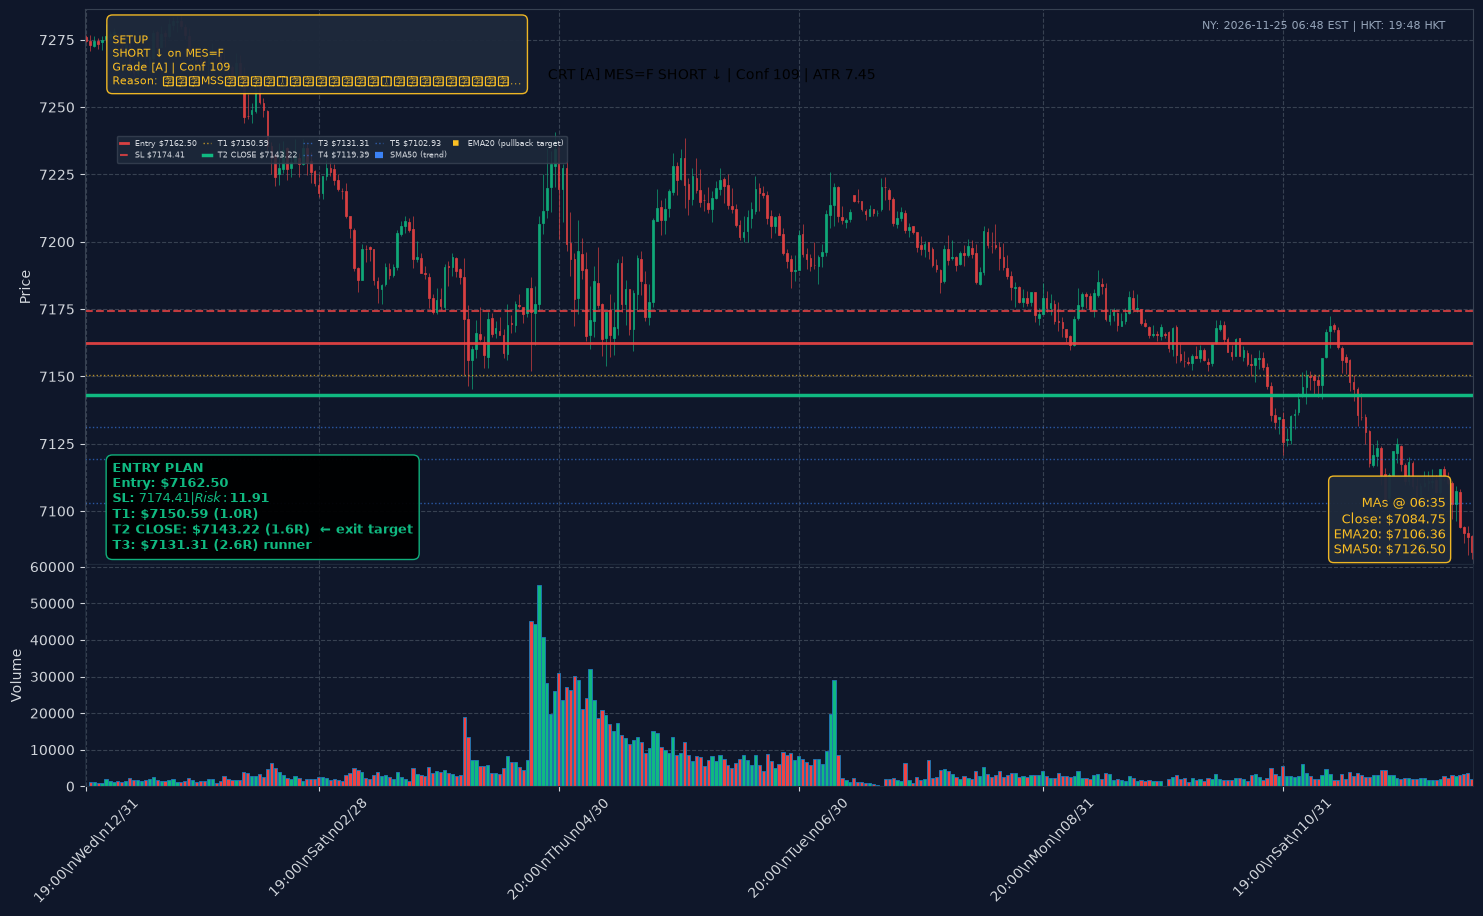 NY: 2026-11-25 06:48 EST | HKT: 19:48 HKT
SETUP
SHORT ↓ on MES=F
Grade [A] | Conf 109
Reason: MSS...
CRT [A] MES=F SHORT ↓ | Conf 109 | ATR 7.45
Entry $7162.50
SL $7174.41
T1 $7150.59
T2 CLOSE $7143.22
T3 $7131.31
T4 $7119.39
T5 $7102.93
SMA50 (trend)
EMA20 (pullback target)
Price
7275
7250
7225
7200
7175
7150
7125
7100
ENTRY PLAN
Entry: $7162.50
SL: 7174.41|Risk:11.91
T1: $7150.59 (1.0R)
T2 CLOSE: $7143.22 (1.6R) ← exit target
T3: $7131.31 (2.6R) runner
MAs @ 06:35
Close: $7084.75
EMA20: $7106.36
SMA50: $7126.50
Volume
60000
50000
40000
30000
20000
10000
0
19:00\nWed\n12/31
19:00\nSat\n02/28
20:00\nThu\n04/30
20:00\nTue\n06/30
20:00\nMon\n08/31
19:00\nSat\n10/31